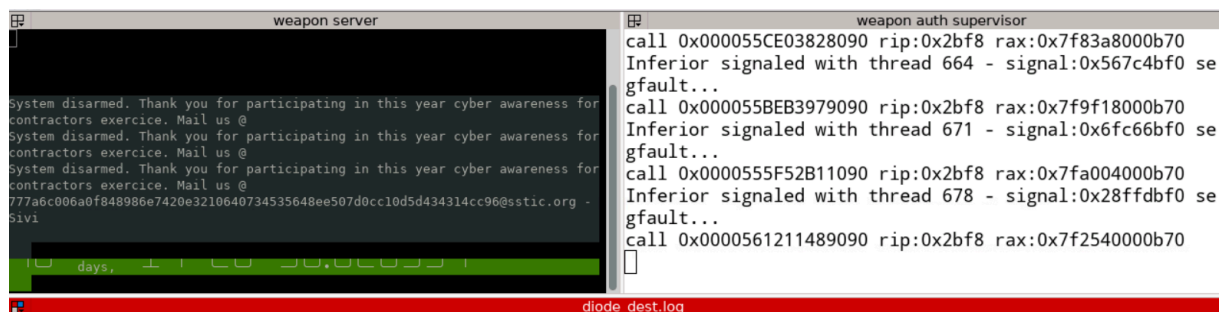 weapon server
System disarmed. Thank you for participating in this year cyber awareness for
contractors exercice. Mail us @
System disarmed. Thank you for participating in this year cyber awareness for
contractors exercice. Mail us @
System disarmed. Thank you for participating in this year cyber awareness for
contractors exercice. Mail us @
777a6c006a0f848986e7420e3210640734535648ee507d0cc10d5d434314cc96@sstic.org -
Sivi
days,
weapon auth supervisor
call 0x000055CE03828090 rip:0x2bf8 rax:0x7f83a8000b70
Inferior signaled with thread 664 - signal:0x567c4bf0 se
gfault...
call 0x000055BEB3979090 rip:0x2bf8 rax:0x7f9f18000b70
Inferior signaled with thread 671 - signal:0x6fc66bf0 se
gfault...
call 0x0000555F52B11090 rip:0x2bf8 rax:0x7fa004000b70
Inferior signaled with thread 678 - signal:0x28ffdbf0 se
gfault...
call 0x0000561211489090 rip:0x2bf8 rax:0x7f2540000b70
diode_dest.log